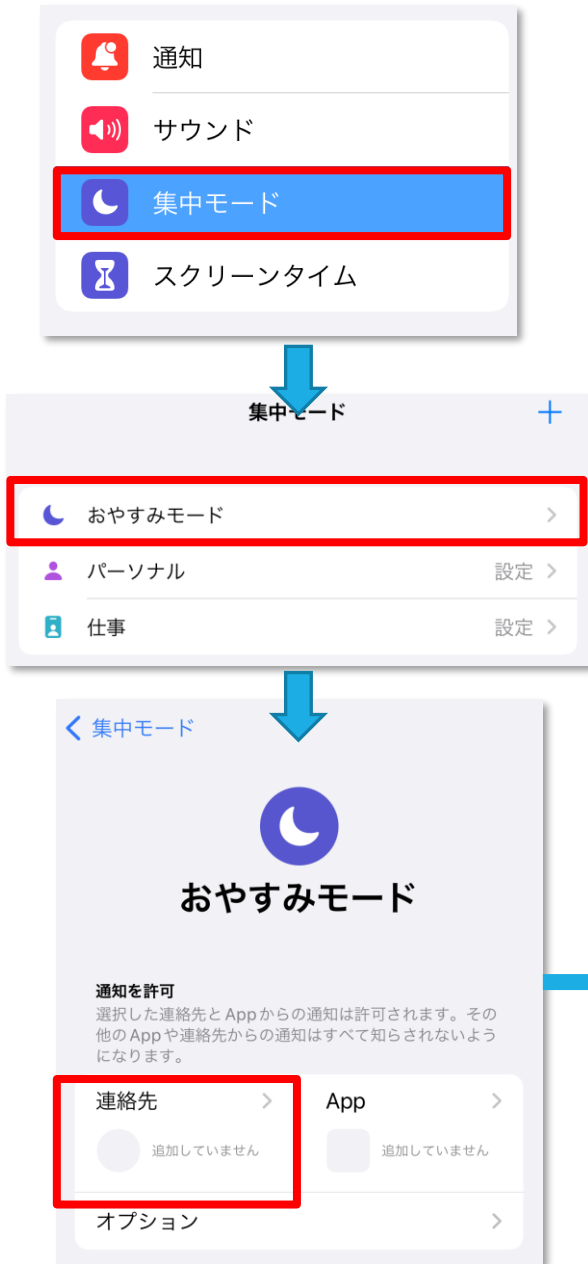 通知
サウンド
集中モード
スクリーンタイム
集中モード
おやすみモード
パーソナル 設定
仕事 設定
集中モード
おやすみモード
通知を許可
選択した連絡先とAppからの通知は許可されます。その
他のAppや連絡先からの通知はすべて知らされないよう
になります。
連絡先 App
追加していません 追加していません
オプション